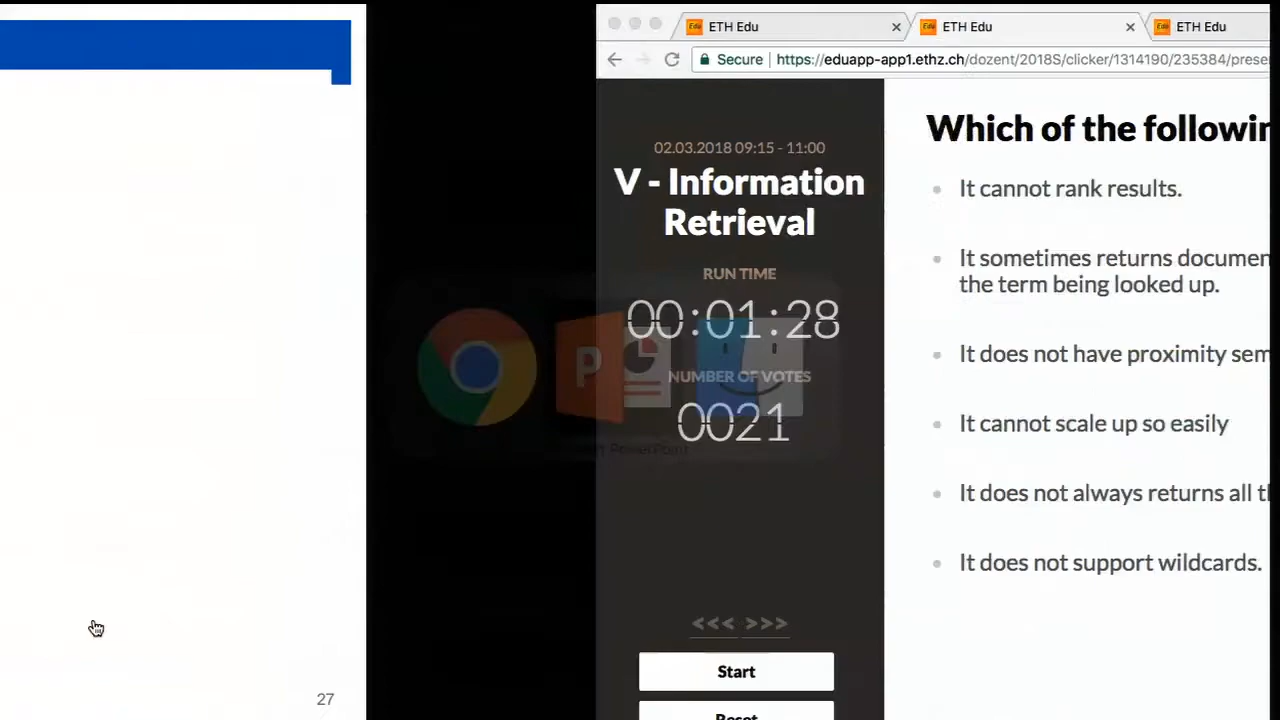 ETH Edu
ETH Edu
ETH Edu
Secure https://eduapp-app1.ethz.ch/dozent/2018S/clicker/1314190/235384/prese
02.03.2018 09:15 - 11:00
V - Information
Retrieval
RUN TIME
00:01:28
NUMBER OF VOTES
0021
<<< >>>
Start
Reset
Which of the followin
It cannot rank results.
It sometimes returns documen
the term being looked up.
It does not have proximity sem
It cannot scale up so easily
It does not always returns all t
It does not support wildcards.
PowerPoint
27